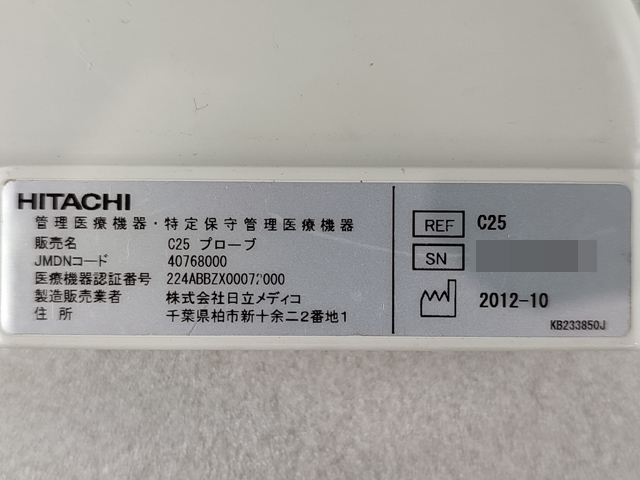 HITACHI
管理医療機器・特定保守管理医療機器
販売名 C25 プローブ
JMDNコード 40768000
医療機器認証番号
製造販売業者 株式会社日立メディコ
住所 千葉県柏市新十余二2番地1
REF C25
SN
2012-10
KB233850J